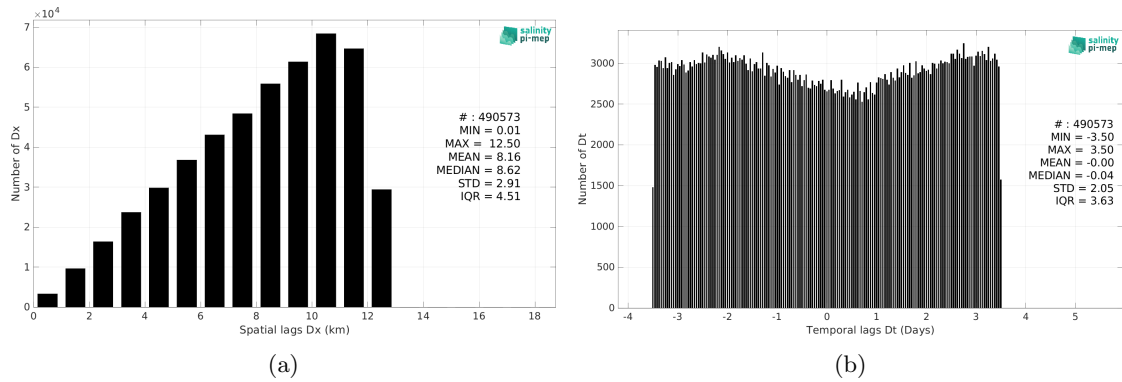 ×10⁴
7
6
5
4
3
2
1
0
Number of Dx
0 2 4 6 8 10 12 14 16 18
Spatial lags Dx (km)
salinity
pi-mep
# : 490573
MIN = 0.01
MAX = 12.50
MEAN = 8.16
MEDIAN = 8.62
STD = 2.91
IQR = 4.51
(a)
3000
2500
2000
1500
1000
500
0
Number of Dt
-4 -3 -2 -1 0 1 2 3 4 5
Temporal lags Dt (Days)
salinity
pi-mep
# : 490573
MIN = -3.50
MAX = 3.50
MEAN = -0.00
MEDIAN = -0.04
STD = 2.05
IQR = 3.63
(b)